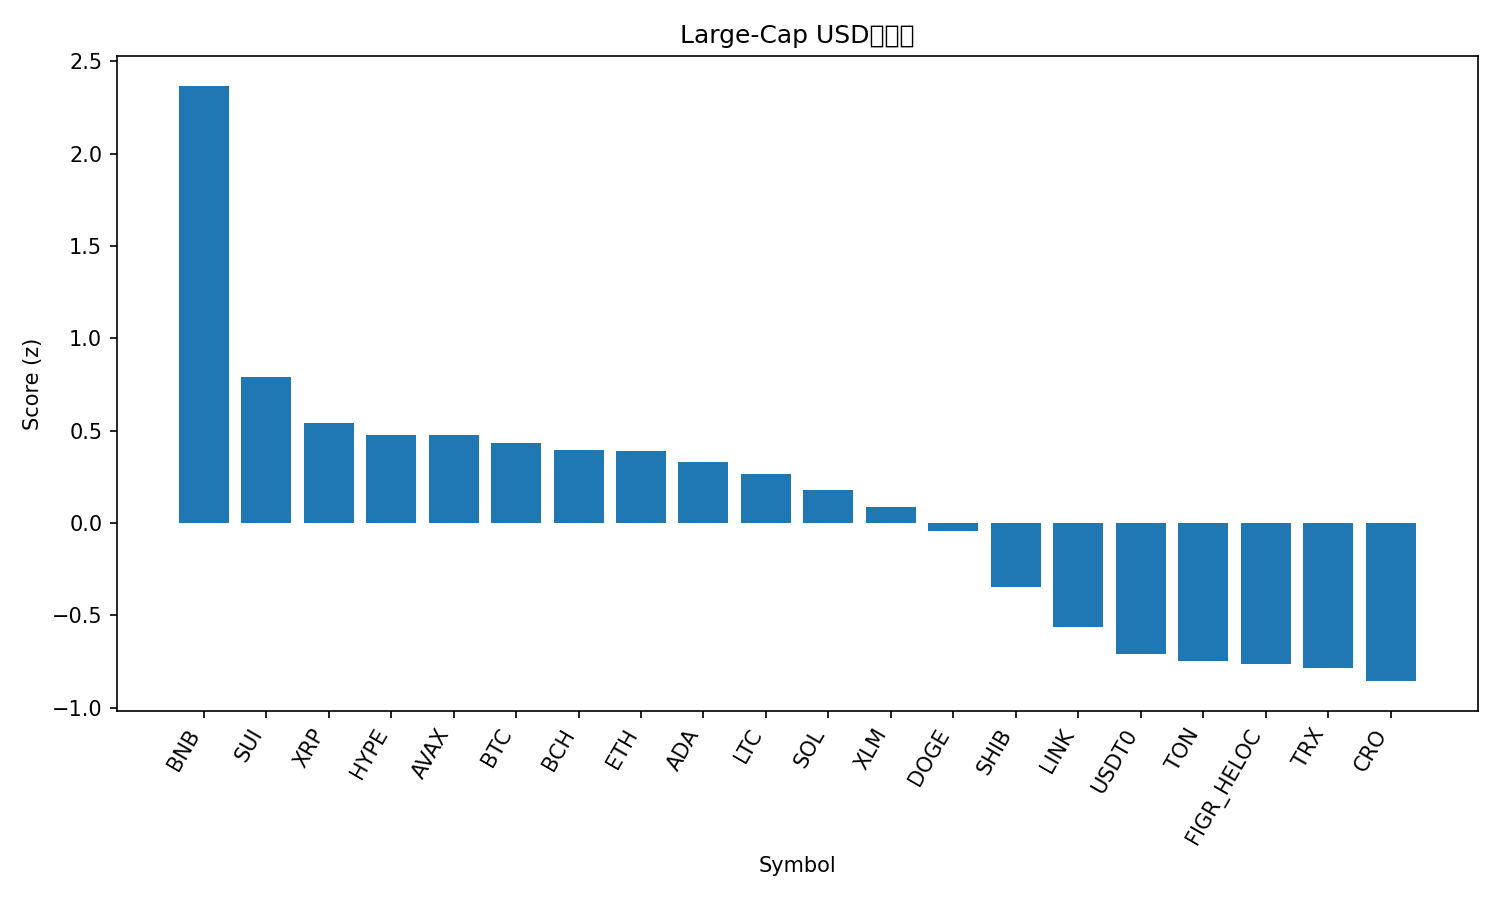 Large-Cap USD
2.5
2.0
1.5
1.0
0.5
0.0
−0.5
−1.0
Score (z)
BNB
SUI
XRP
HYPE
AVAX
BTC
BCH
ETH
ADA
LTC
SOL
XLM
DOGE
SHIB
LINK
USDT0
TON
FIGR_HELOC
TRX
CRO
Symbol